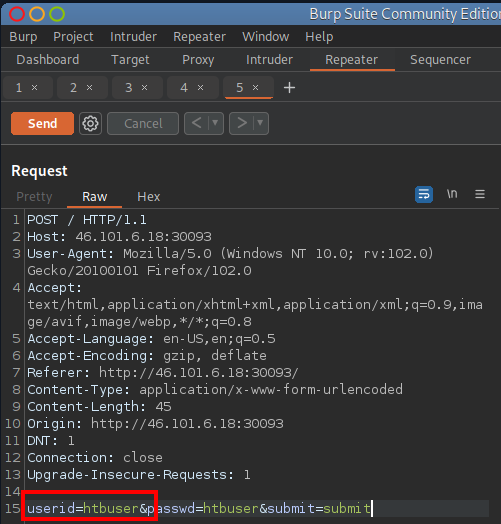 Burp Suite Community Edition
Burp Project Intruder Repeater Window Help
Dashboard Target Proxy Intruder Repeater Sequencer
1 × 2 × 3 × 4 × 5 × +
Send Cancel < > 
Request
Pretty Raw Hex \n
1 POST / HTTP/1.1
2 Host: 46.101.6.18:30093
3 User-Agent: Mozilla/5.0 (Windows NT 10.0; rv:102.0)
Gecko/20100101 Firefox/102.0
4 Accept:
text/html,application/xhtml+xml,application/xml;q=0.9,ima
ge/avif,image/webp,*/*;q=0.8
5 Accept-Language: en-US,en;q=0.5
6 Accept-Encoding: gzip, deflate
7 Referer: http://46.101.6.18:30093/
8 Content-Type: application/x-www-form-urlencoded
9 Content-Length: 45
10 Origin: http://46.101.6.18:30093
11 DNT: 1
12 Connection: close
13 Upgrade-Insecure-Requests: 1
14
15 userid=htbuser&passwd=htbuser&submit=submit